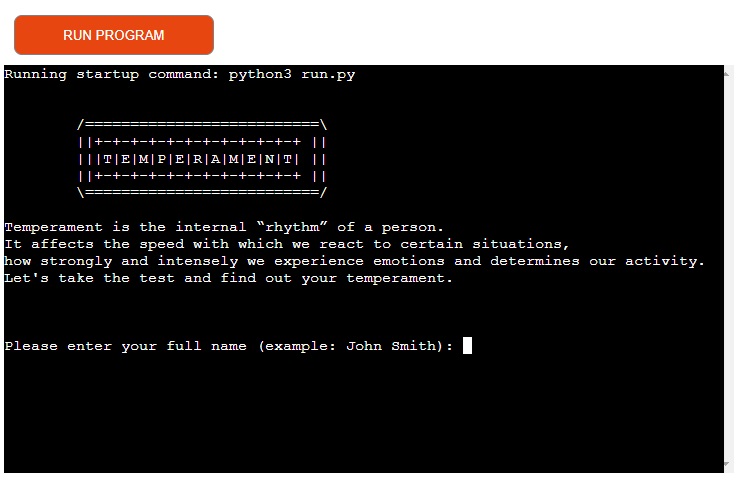 RUN PROGRAM
Running startup command: python3 run.py
/==========================\
||+-+-+-+-+-+-+-+-+-+-+-+ ||
|||T|E|M|P|E|R|A|M|E|N|T| ||
||+-+-+-+-+-+-+-+-+-+-+-+ ||
\==========================/
Temperament is the internal “rhythm” of a person.
It affects the speed with which we react to certain situations,
how strongly and intensely we experience emotions and determines our activity.
Let's take the test and find out your temperament.
Please enter your full name (example: John Smith):